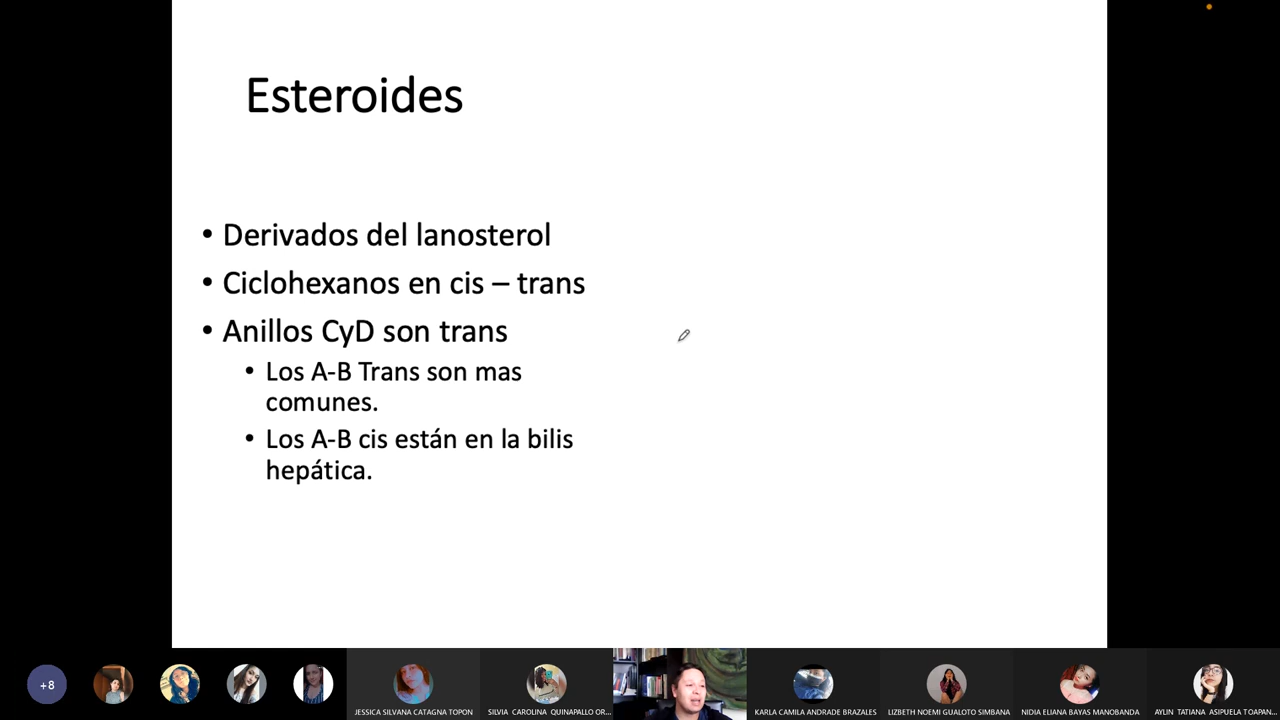 Esteroides
• Derivados del lanosterol
• Ciclohexanos en cis – trans
• Anillos CyD son trans
• Los A-B Trans son mas
comunes.
• Los A-B cis están en la bilis
hepática.
+8
JESSICA SILVANA CATAGNA TOPON
SILVIA CAROLINA QUINAPALLO OR...
KARLA CAMILA ANDRADE BRAZALES
LIZBETH NOEMI GUALOTO SIMBANA
NIDIA ELIANA BAYAS MANOBANDA
AYLIN TATIANA ASIPUELA TOAPAN...